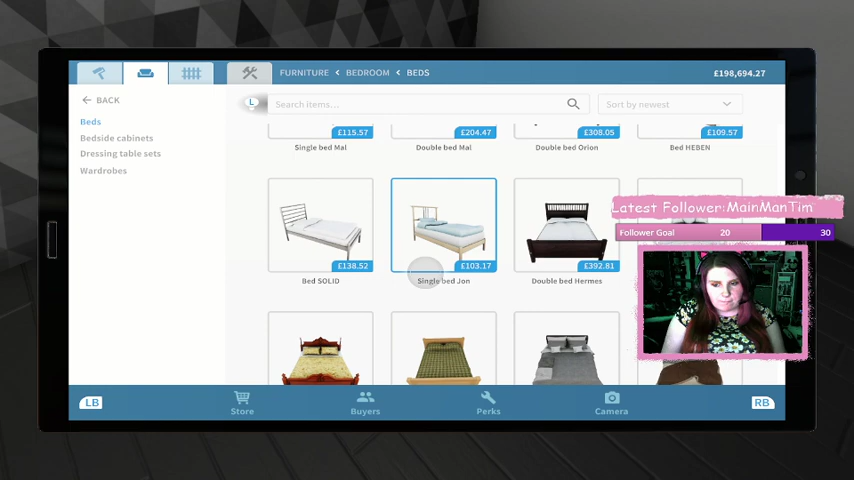 FURNITURE < BEDROOM < BEDS
£198,694.27
BACK
L
Search items...
Sort by newest
Beds
Bedside cabinets
Dressing table sets
Wardrobes
£115.57
£204.47
£308.05
£109.57
Single bed Mal
Double bed Mal
Double bed Orion
Bed HEBEN
Latest Follower:MainManTim
Follower Goal 20 30
£138.52
£103.17
£392.81
Bed SOLID
Single bed Jon
Double bed Hermes
LB
Store
Buyers
Perks
Camera
RB